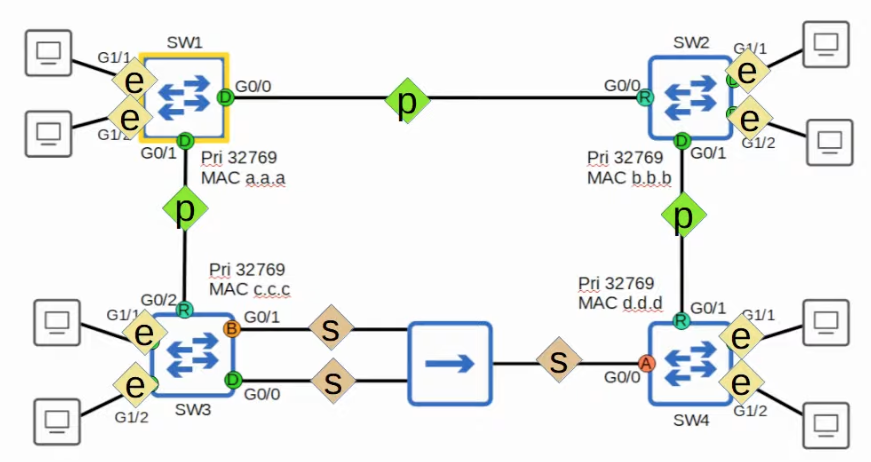 SW1
SW2
G1/1
G1/1
e
e
G0/0
G0/0
D
p
R
e
e
G1/2
G1/2
G0/1
D
D
G0/1
Pri 32769
MAC a.a.a
Pri 32769
MAC b.b.b
p
p
Pri 32769
MAC c.c.c
Pri 32769
MAC d.d.d
G0/2
R
G0/1
R
G1/1
G1/1
e
B
G0/1
s
e
s
A
G0/0
e
D
G0/0
s
e
G1/2
G1/2
SW3
SW4